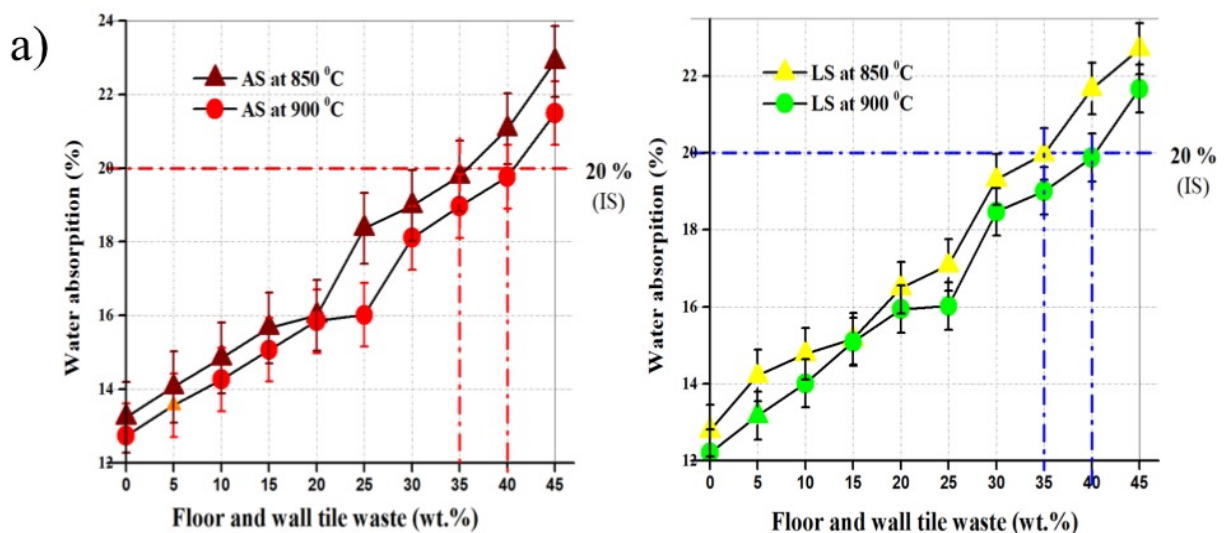 a)
24
22
20
18
16
14
12
Water absorption (%)
AS at 850 ⁰C
AS at 900 ⁰C
20 %
(IS)
0 5 10 15 20 25 30 35 40 45
Floor and wall tile waste (wt.%)
22
20
18
16
14
12
Water absorption (%)
LS at 850 ⁰C
LS at 900 ⁰C
20 %
(IS)
0 5 10 15 20 25 30 35 40 45
Floor and wall tile waste (wt.%)